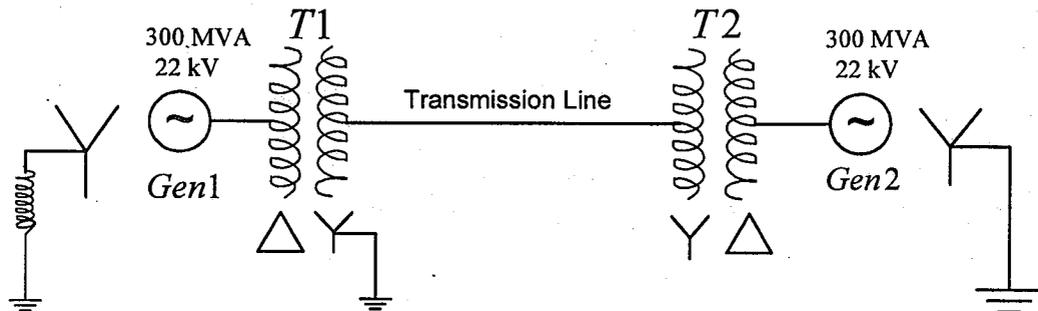 T1
T2
300 MVA
22 kV
300 MVA
22 kV
Transmission Line
~
~
Gen1
Gen2